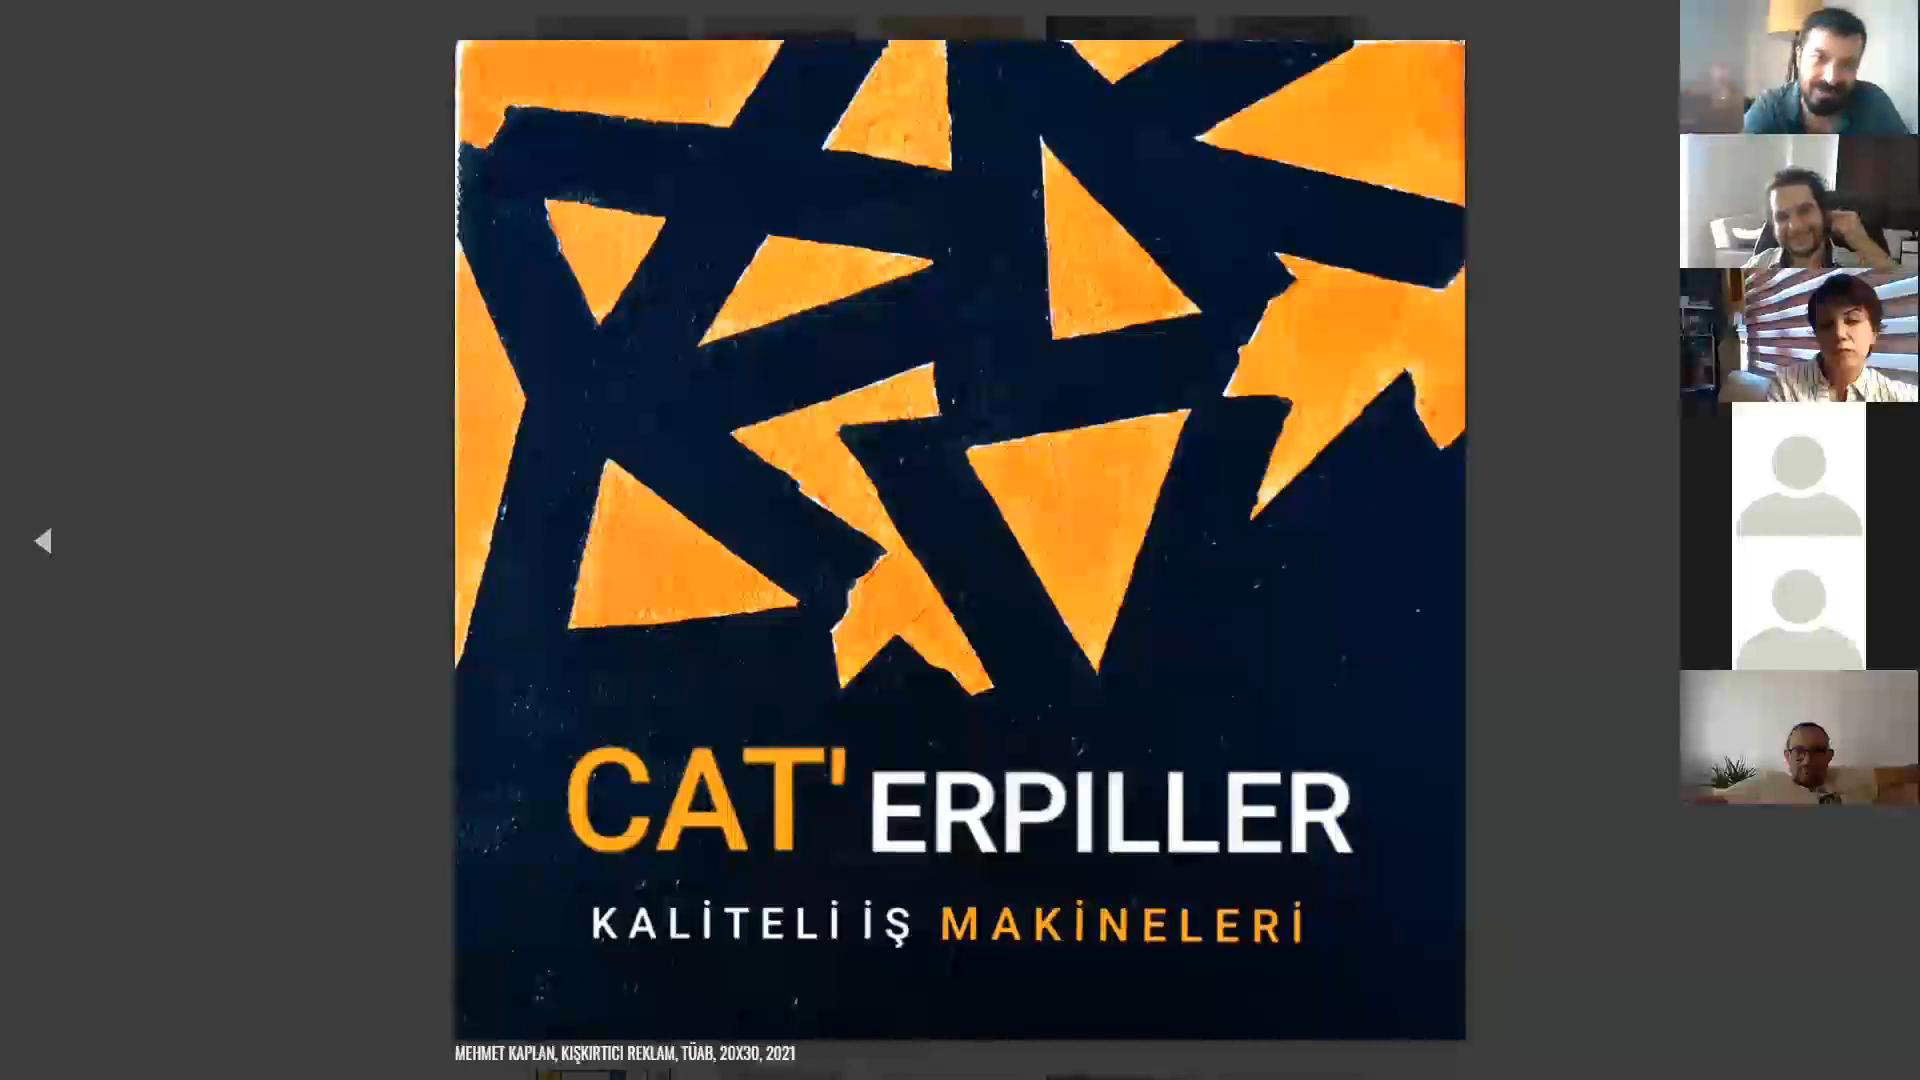 CAT' ERPILLER
KALİTELİ İŞ MAKİNELERİ
MEHMET KAPLAN, KIŞKIRTICI REKLAM, TÜAB, 20X30, 2021